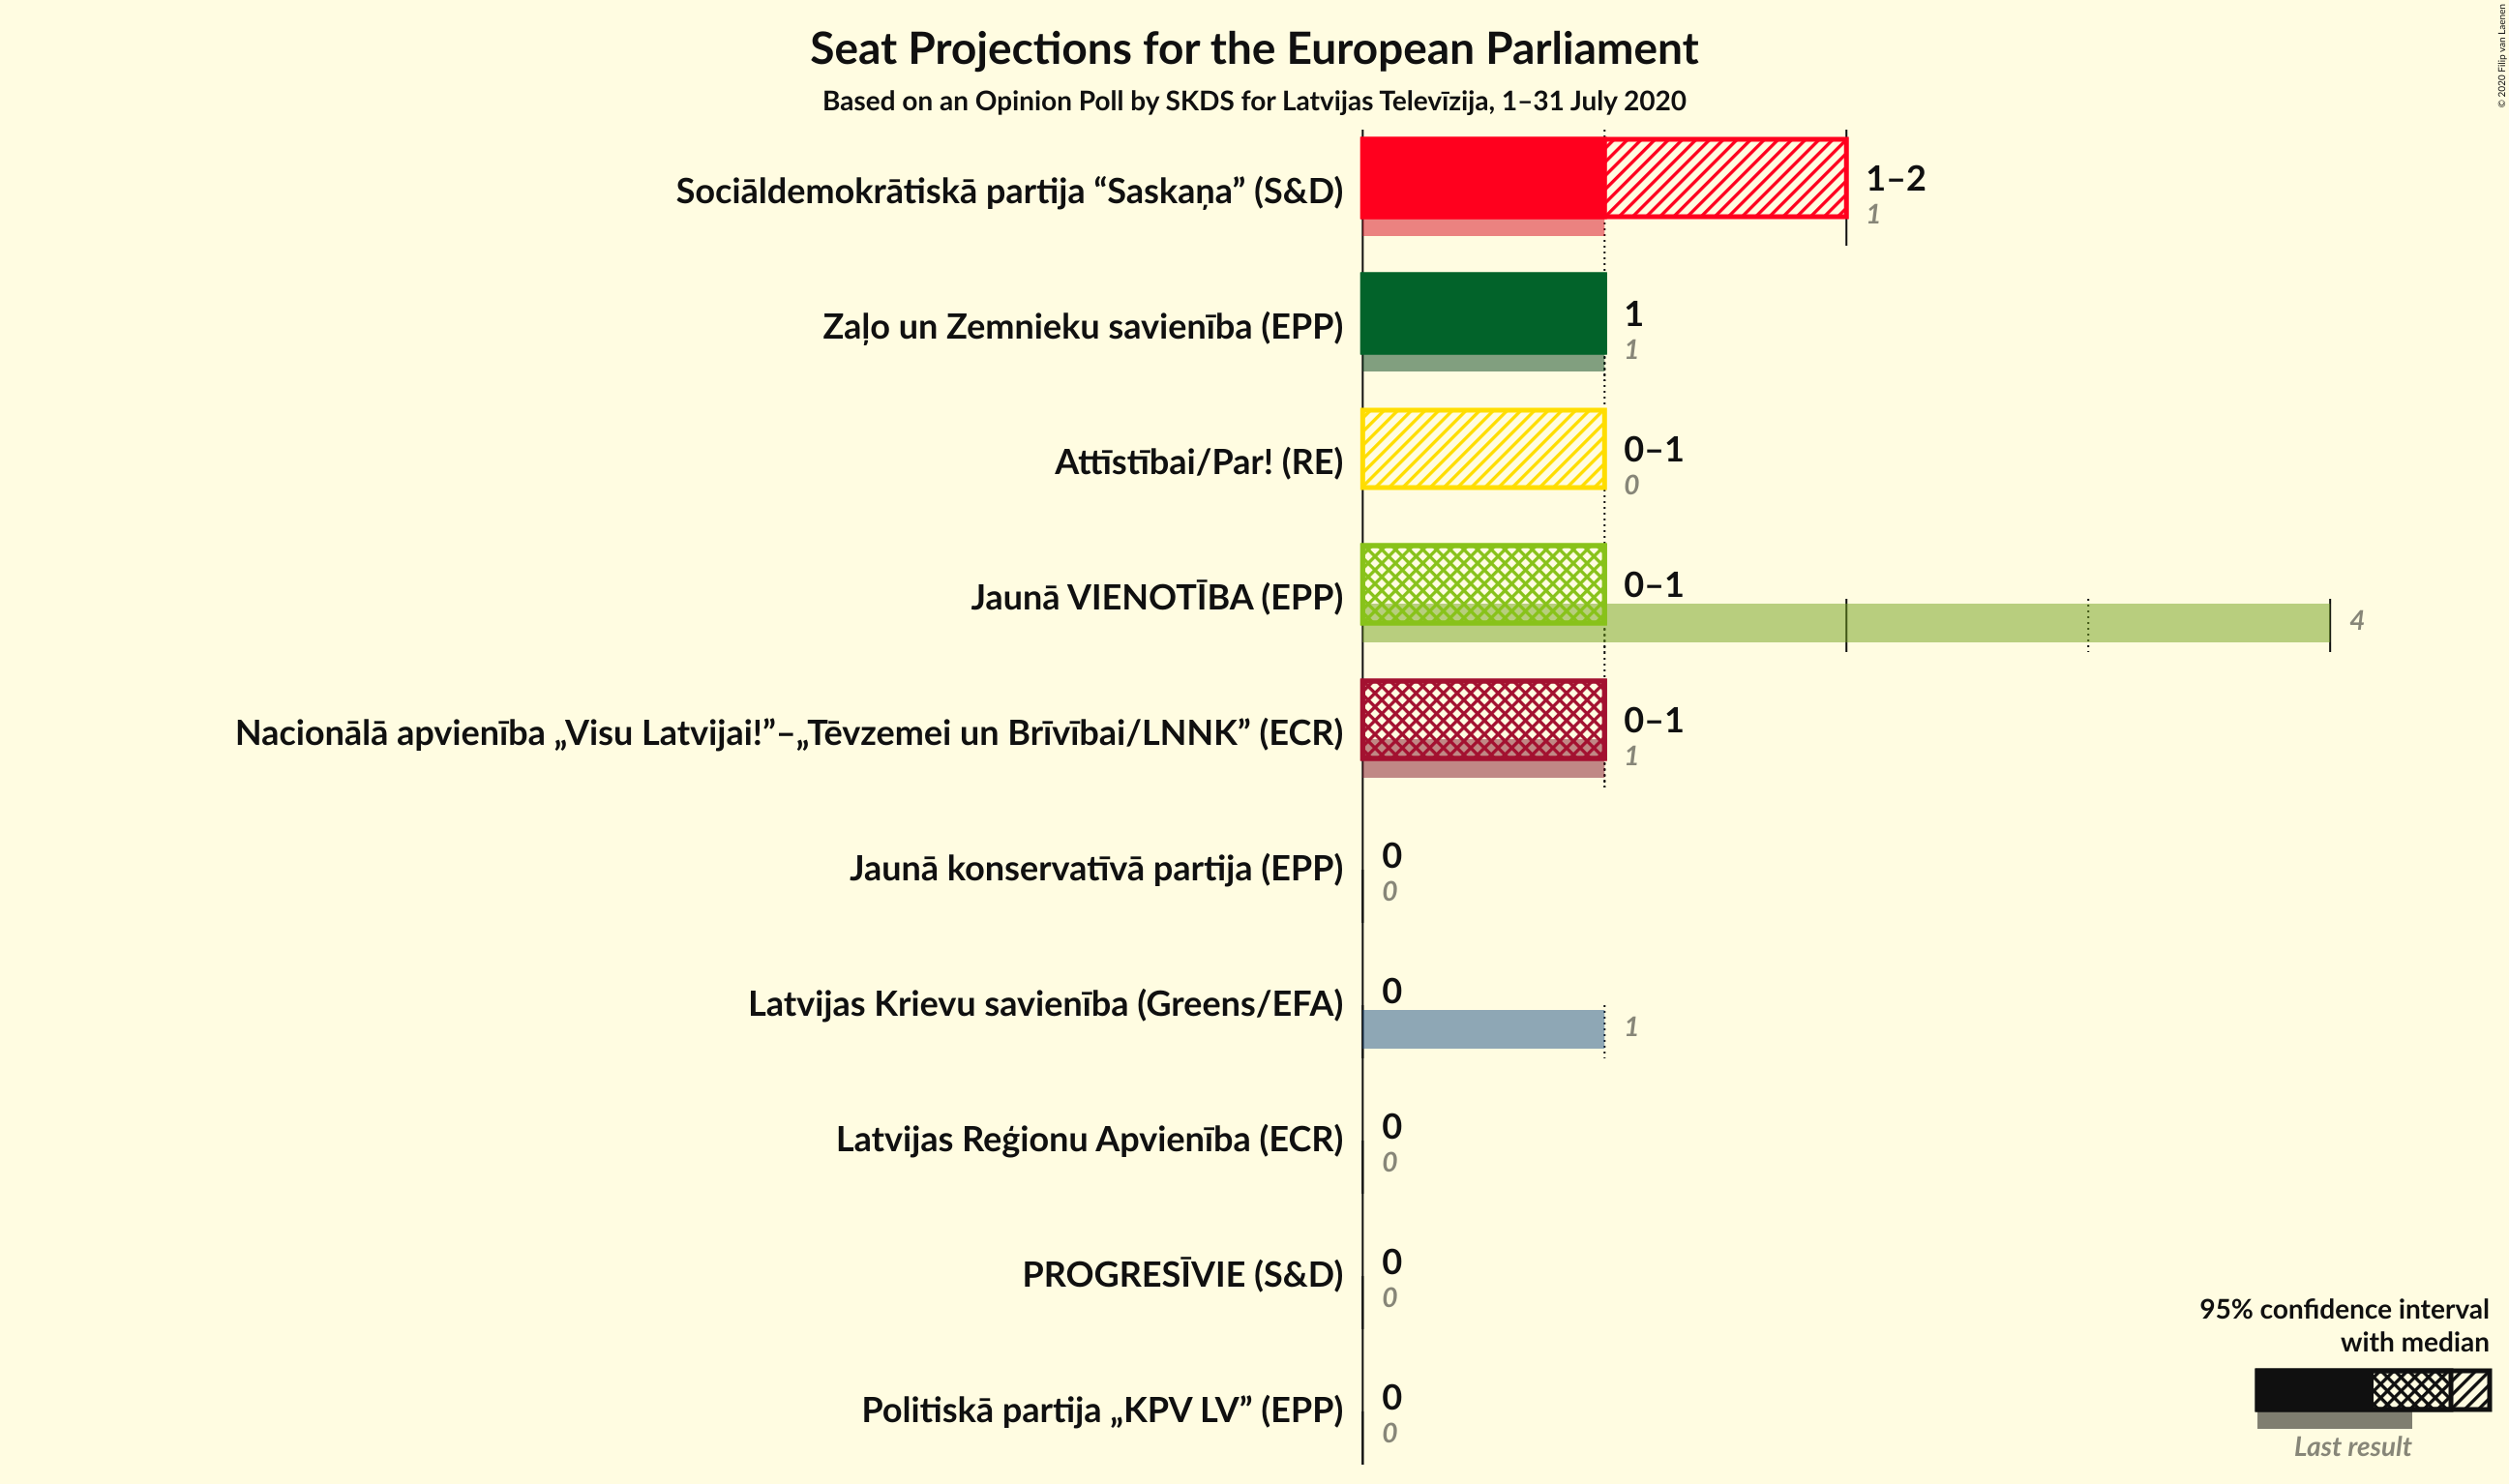 Seat Projections for the European Parliament
Based on an Opinion Poll by SKDS for Latvijas Televīzija, 1–31 July 2020
© 2020 Filip van Laenen
Sociāldemokrātiskā partija “Saskaņa” (S&D)
1–2
1
Zaļo un Zemnieku savienība (EPP)
1
1
Attīstībai/Par! (RE)
0–1
0
Jaunā VIENOTĪBA (EPP)
0–1
4
Nacionālā apvienība „Visu Latvijai!”–„Tēvzemei un Brīvībai/LNNK” (ECR)
0–1
1
Jaunā konservatīvā partija (EPP)
0
0
Latvijas Krievu savienība (Greens/EFA)
0
1
Latvijas Reģionu Apvienība (ECR)
0
0
PROGRESĪVIE (S&D)
0
0
Politiskā partija „KPV LV” (EPP)
0
0
95% confidence interval
with median
Last result